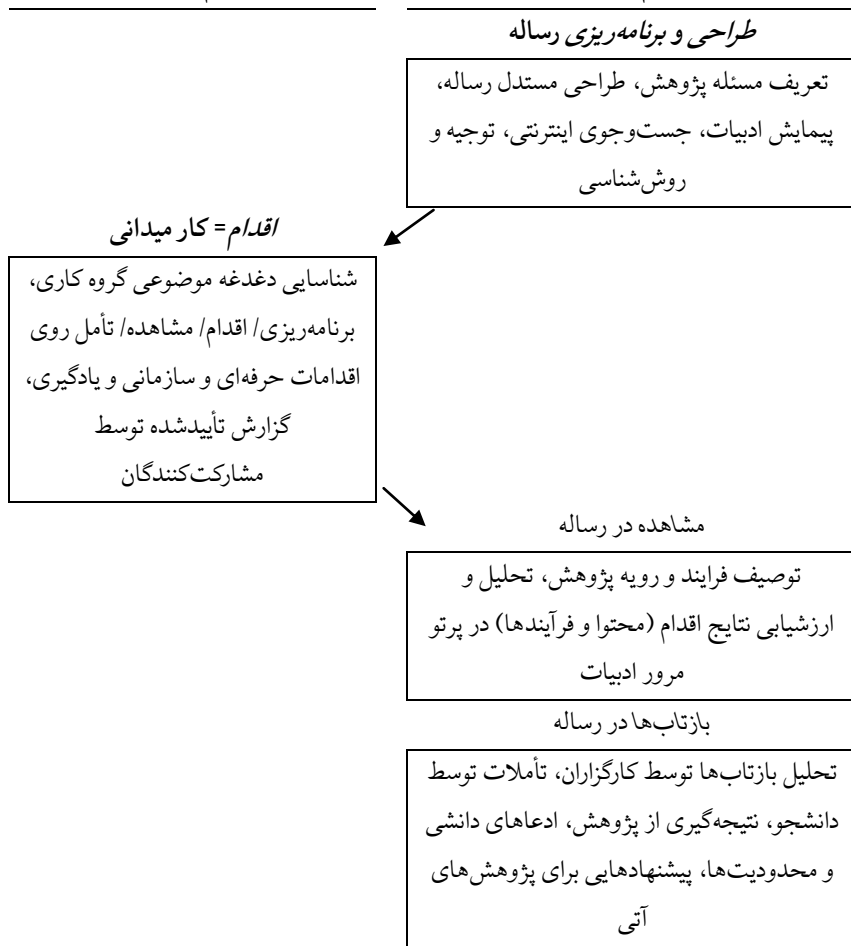 طراحی و برنامه‌ریزی رساله
تعریف مسئله پژوهش، طراحی مستدل رساله،
پیمایش ادبیات، جست‌وجوی اینترنتی، توجیه و
روش‌شناسی
اقدام= کار میدانی
شناسایی دغدغه موضوعی گروه کاری،
برنامه‌ریزی/ اقدام/ مشاهده/ تأمل روی
اقدامات حرفه‌ای و سازمانی و یادگیری،
گزارش تأییدشده توسط
مشارکت‌کنندگان
مشاهده در رساله
توصیف فرایند و رویه پژوهش، تحلیل و
ارزشیابی نتایج اقدام (محتوا و فرآیندها) در پرتو
مرور ادبیات
بازتاب‌ها در رساله
تحلیل بازتاب‌ها توسط کارگزاران، تأملات توسط
دانشجو، نتیجه‌گیری از پژوهش، ادعاهای دانشی
و محدودیت‌ها، پیشنهادهایی برای پژوهش‌های
آتی